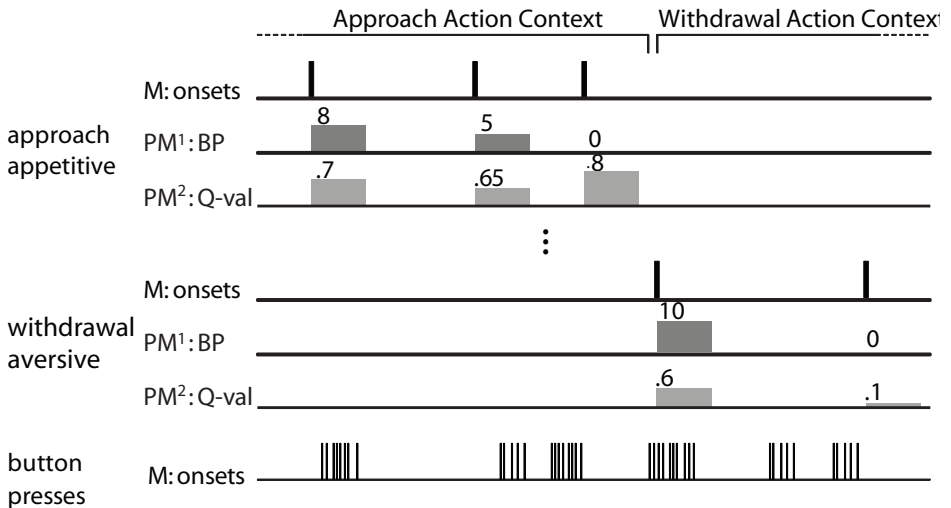 Approach Action Context
Withdrawal Action Context
M: onsets
approach
appetitive
8
5
0
PM¹: BP
.7
.65
.8
PM²: Q-val
M: onsets
withdrawal
aversive
10
0
PM¹: BP
.6
.1
PM²: Q-val
button
presses
M: onsets